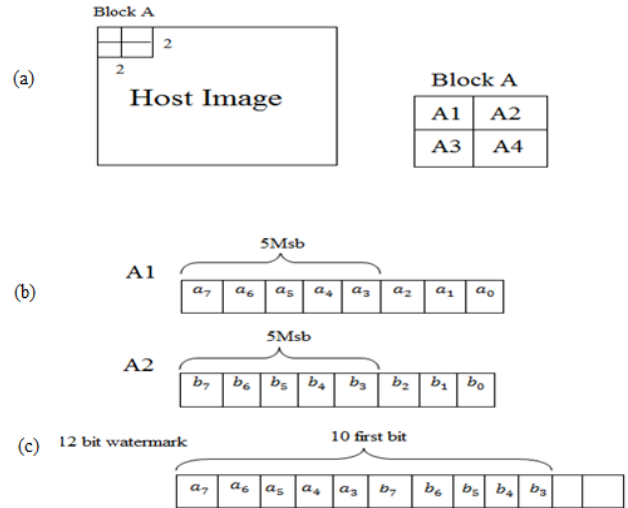 Block A
2
2
(a)
Host Image
Block A
A1 A2
A3 A4
(b)
5Msb
A1
a₇ a₆ a₅ a₄ a₃ a₂ a₁ a₀
5Msb
A2
b₇ b₆ b₅ b₄ b₃ b₂ b₁ b₀
(c) 12 bit watermark 10 first bit
a₇ a₆ a₅ a₄ a₃ b₇ b₆ b₅ b₄ b₃